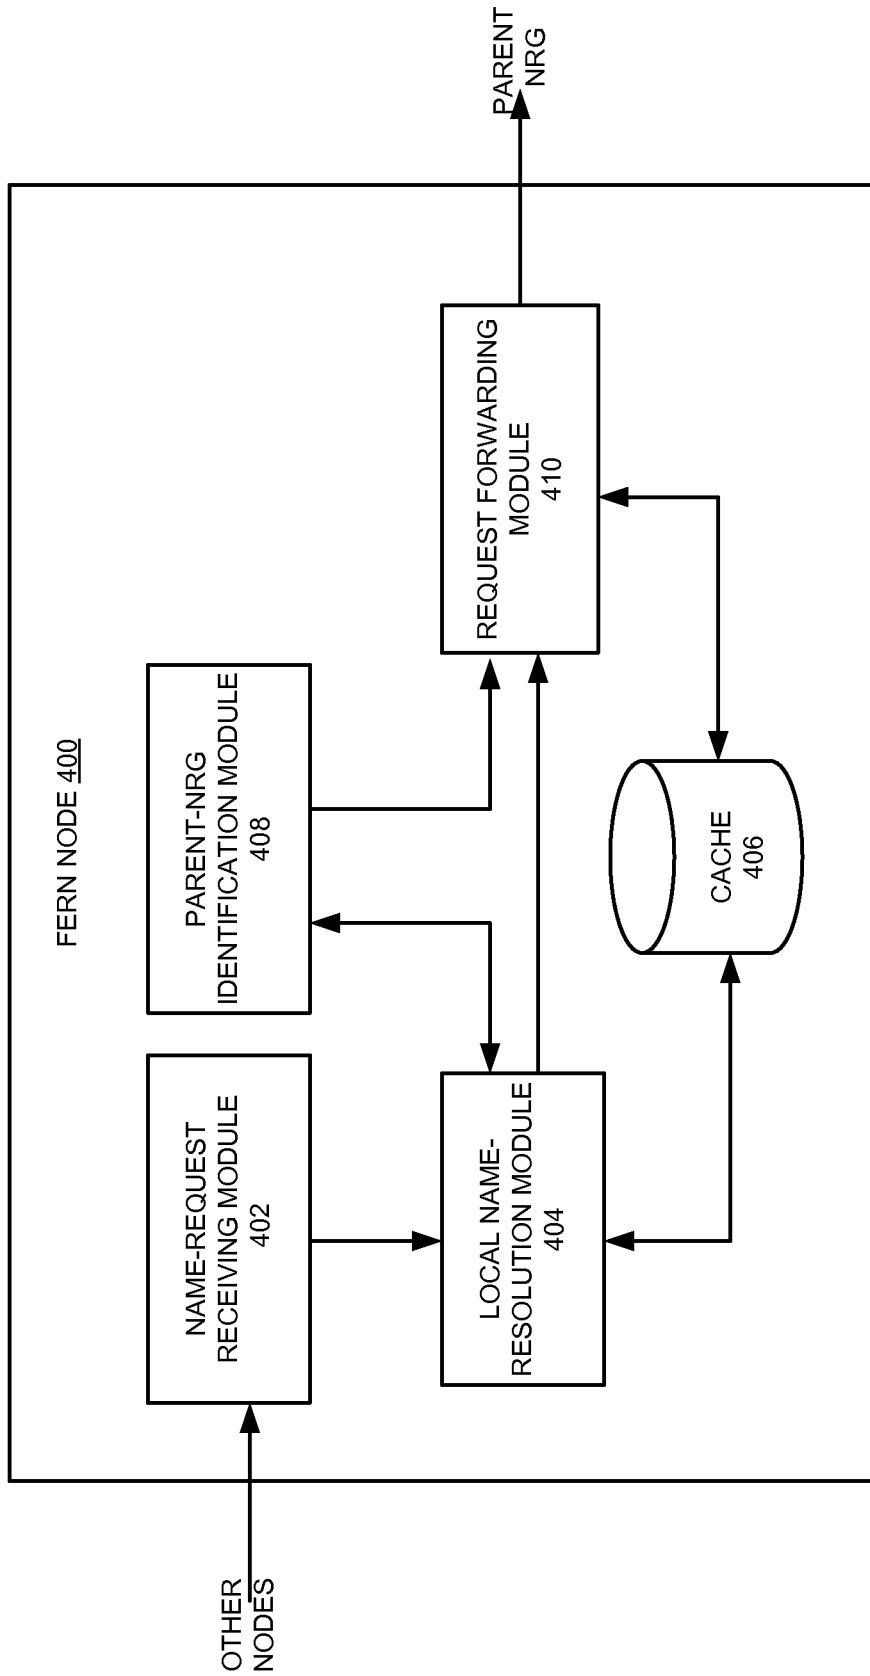 FERN NODE 400
OTHER
NODES
NAME-REQUEST
RECEIVING MODULE
402
PARENT-NRG
IDENTIFICATION MODULE
408
LOCAL NAME-
RESOLUTION MODULE
404
REQUEST FORWARDING
MODULE
410
PARENT
NRG
CACHE
406